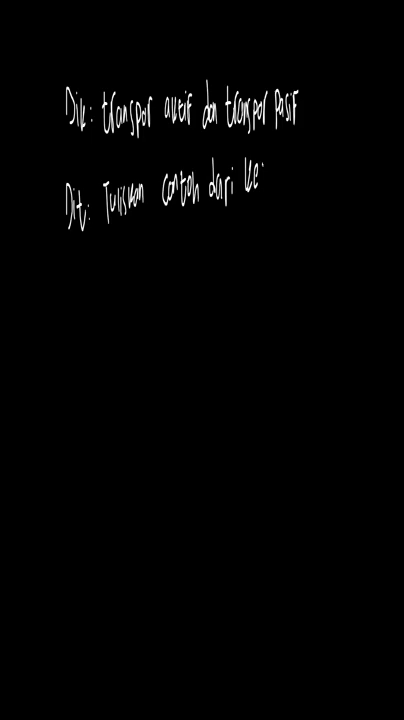 Dik: transpor aktif dan transpor pasif
Dit: Tuliskan contoh dari ke